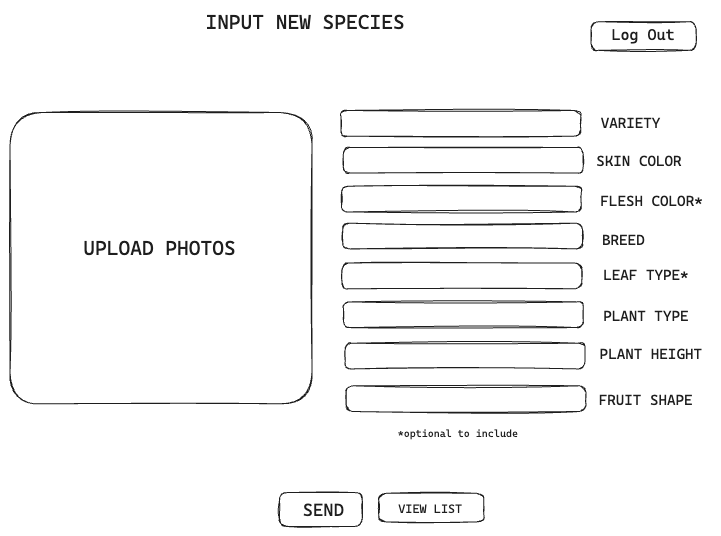 INPUT NEW SPECIES
Log Out
UPLOAD PHOTOS
VARIETY
SKIN COLOR
FLESH COLOR*
BREED
LEAF TYPE*
PLANT TYPE
PLANT HEIGHT
FRUIT SHAPE
*optional to include
SEND
VIEW LIST